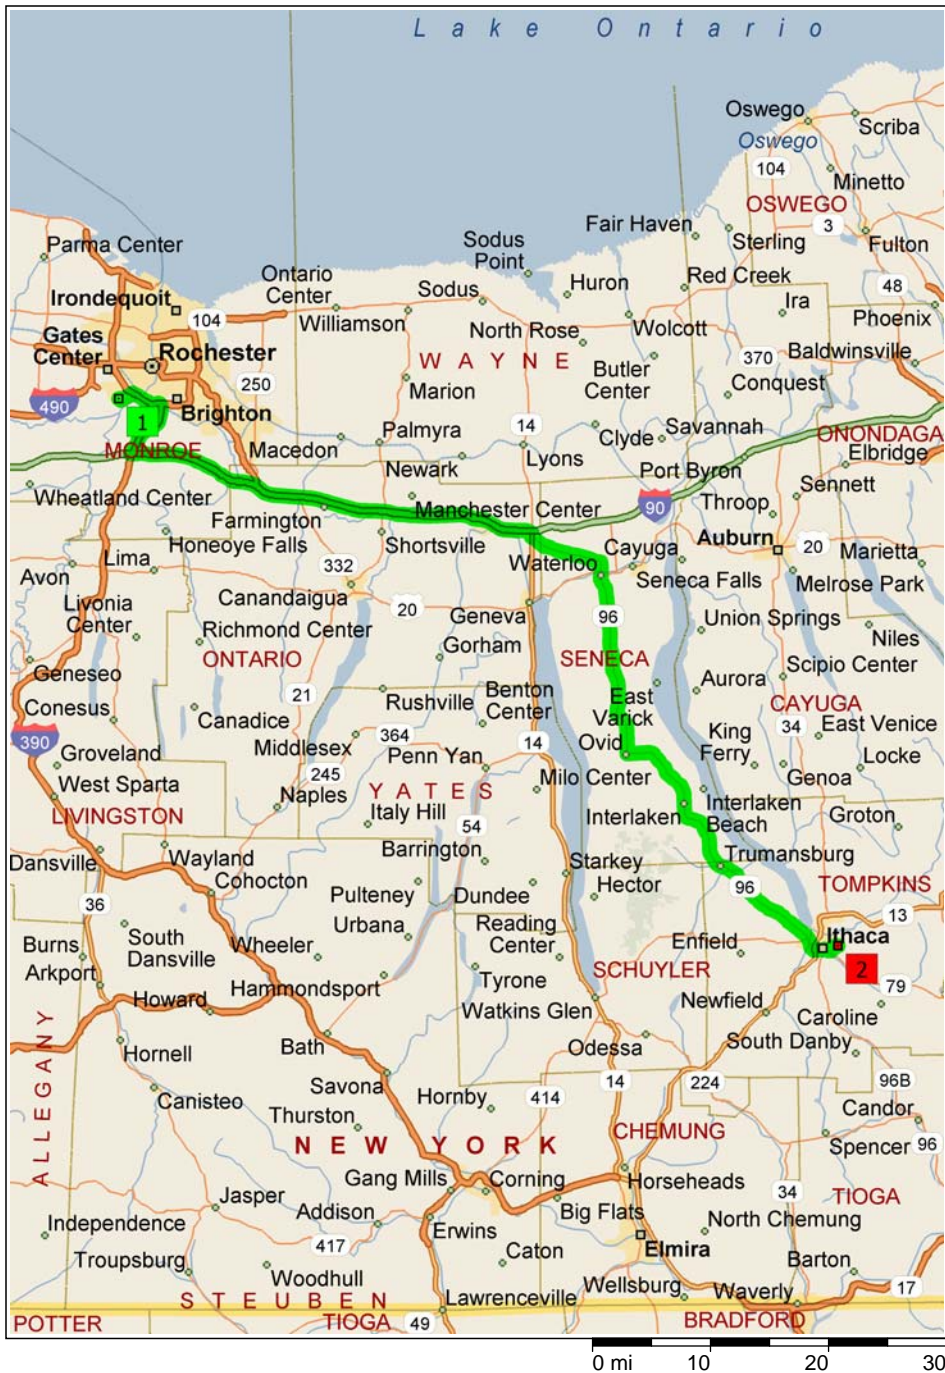 Lake Ontario
Oswego
Scriba
Oswego
104
Minetto
OSWEGO
Fair Haven
3
Sterling
Fulton
Parma Center
Sodus
Point
Ontario
Center
Sodus
Huron
Red Creek
48
Irondequoit
Ira
Phoenix
104
Williamson
North Rose
Wolcott
Gates
Center
Rochester
WAYNE
370
Baldwinsville
Butler
Center
250
Marion
Conquest
490
Brighton
1
14
Palmyra
Clyde
Savannah
ONONDAGA
MONROE
Macedon
Lyons
Elbridge
Newark
Port Byron
Sennett
Wheatland Center
Throop
90
Manchester Center
Farmington
Auburn
20
Honeoye Falls
Shortsville
Cayuga
Marietta
Lima
Waterloo
332
Seneca Falls
Melrose Park
Avon
Canandaigua
20
Livonia
Center
Geneva
96
Union Springs
Richmond Center
Niles
Gorham
ONTARIO
SENECA
Scipio Center
Geneseo
Aurora
21
Rushville
Benton
Center
East
Varick
CAYUGA
Conesus
Canadice
34
East Venice
390
364
King
Ferry
Middlesex
14
Ovid
Groveland
Penn Yan
Locke
245
Milo Center
Genoa
West Sparta
YATES
Naples
Interlaken
Beach
LIVINGSTON
Italy Hill
Interlaken
Groton
54
Barrington
Dansville
Wayland
Starkey
Trumansburg
Cohocton
Pulteney
Dundee
Hector
96
TOMPKINS
36
Urbana
Reading
Center
13
South
Dansville
Ithaca
Burns
Wheeler
Enfield
2
Arkport
SCHUYLER
Tyrone
Hammondsport
79
Howard
Watkins Glen
Newfield
Caroline
ALLEGANY
Bath
Odessa
South Danby
Hornell
Savona
14
224
96B
Canisteo
Hornby
414
Candor
Thurston
NEW YORK
CHEMUNG
Spencer
96
Gang Mills
Corning
Horseheads
Jasper
34
TIOGA
Addison
Big Flats
Independence
Erwins
North Chemung
417
Elmira
Troupsburg
Caton
Barton
Woodhull
Wellsburg
Waverly
17
STEUBEN
Lawrenceville
POTTER
TIOGA
49
BRADFORD
0 mi 10 20 30